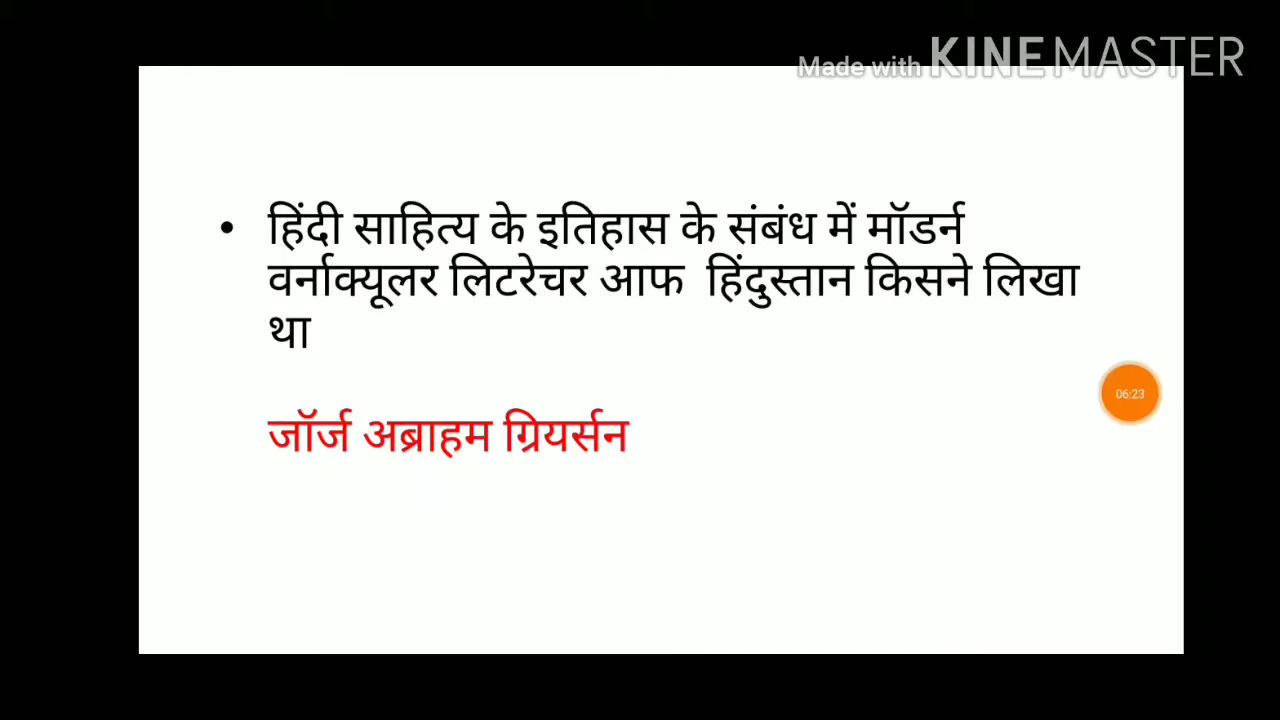 Made with KINEMASTER
• हिंदी साहित्य के इतिहास के संबंध में मॉडर्न
वर्नाक्यूलर लिटरेचर आफ हिंदुस्तान किसने लिखा
था
06:23
जॉर्ज अब्राहम ग्रियर्सन